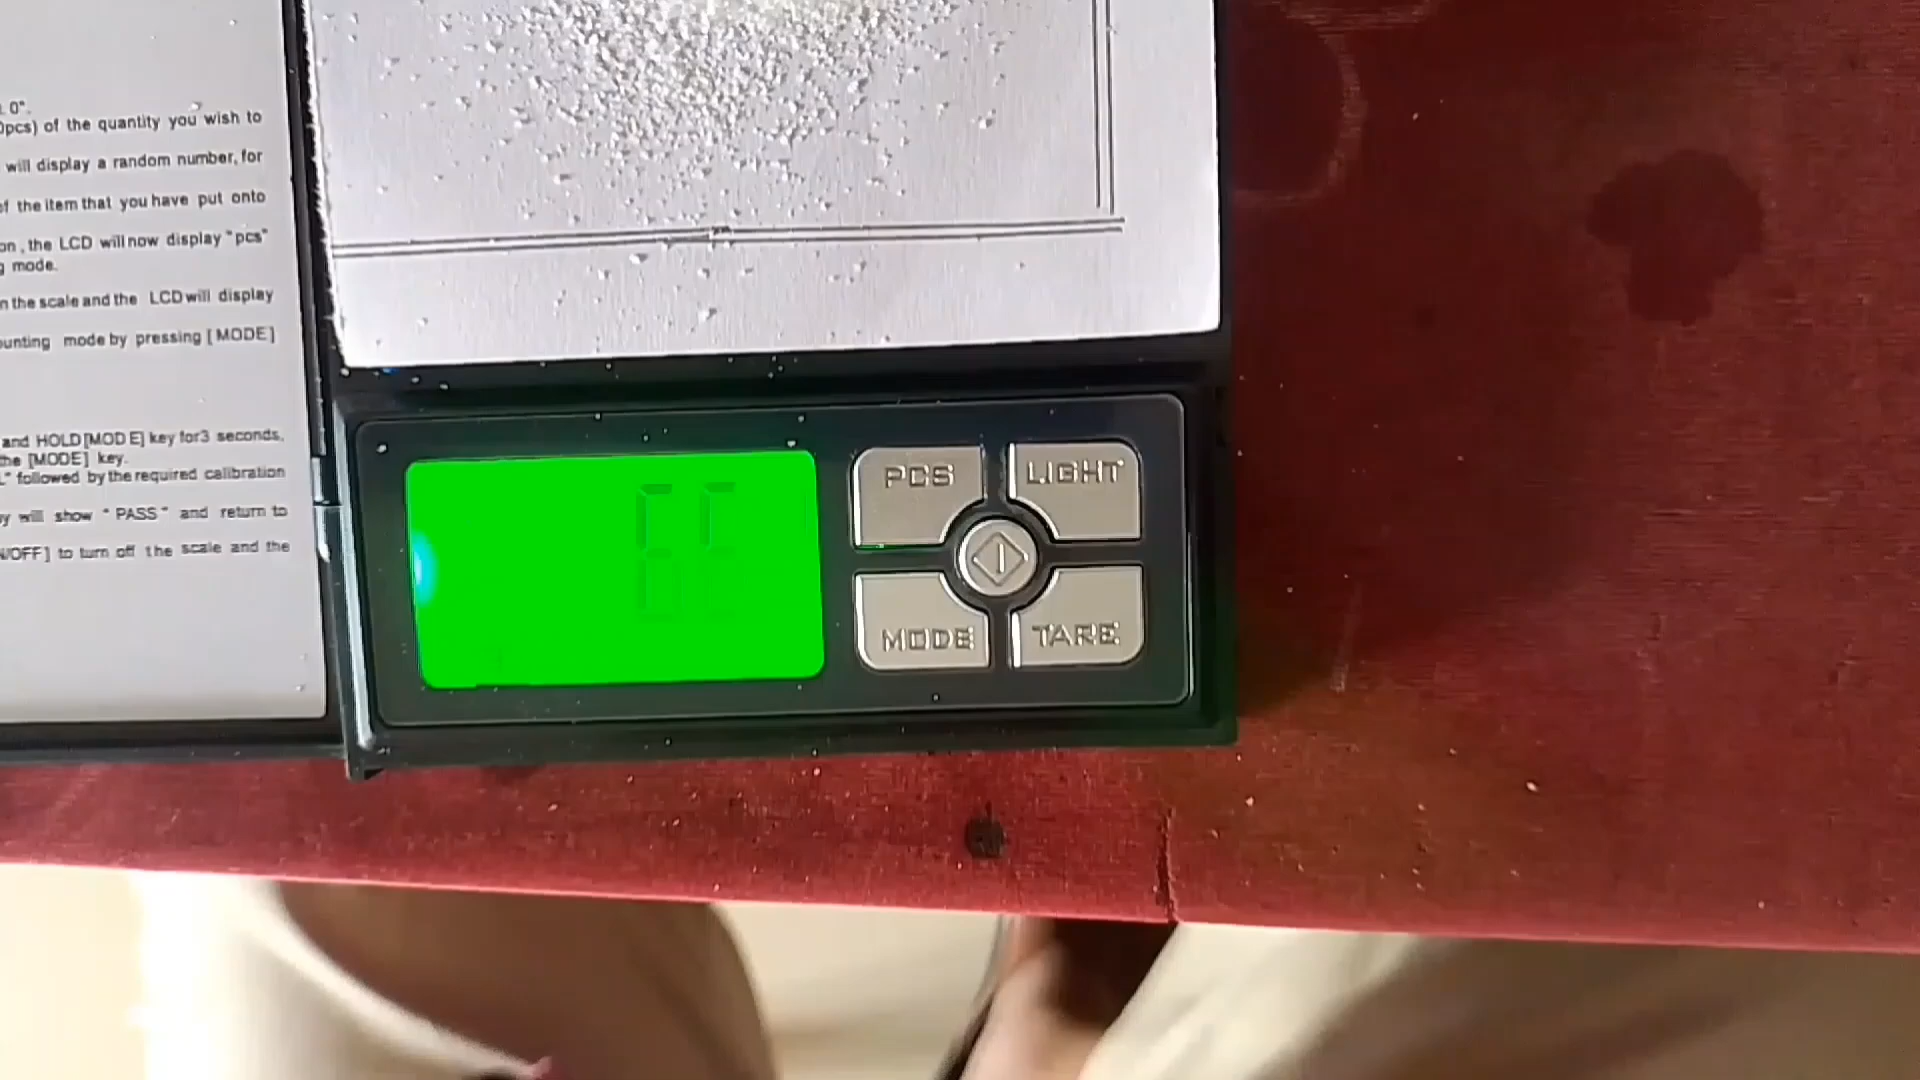 0".
pcs) of the quantity you wish to
will display a random number, for
of the item that you have put onto
on, the LCD will now display "pcs"
mode.
n the scale and the LCD will display
ounting mode by pressing [MODE]
and HOLD [MODE] key for 3 seconds,
the [MODE] key.
" followed by the required calibration
will show "PASS" and return to
/OFF] to turn off the scale and the
PCS LIGHT
MODE TARE